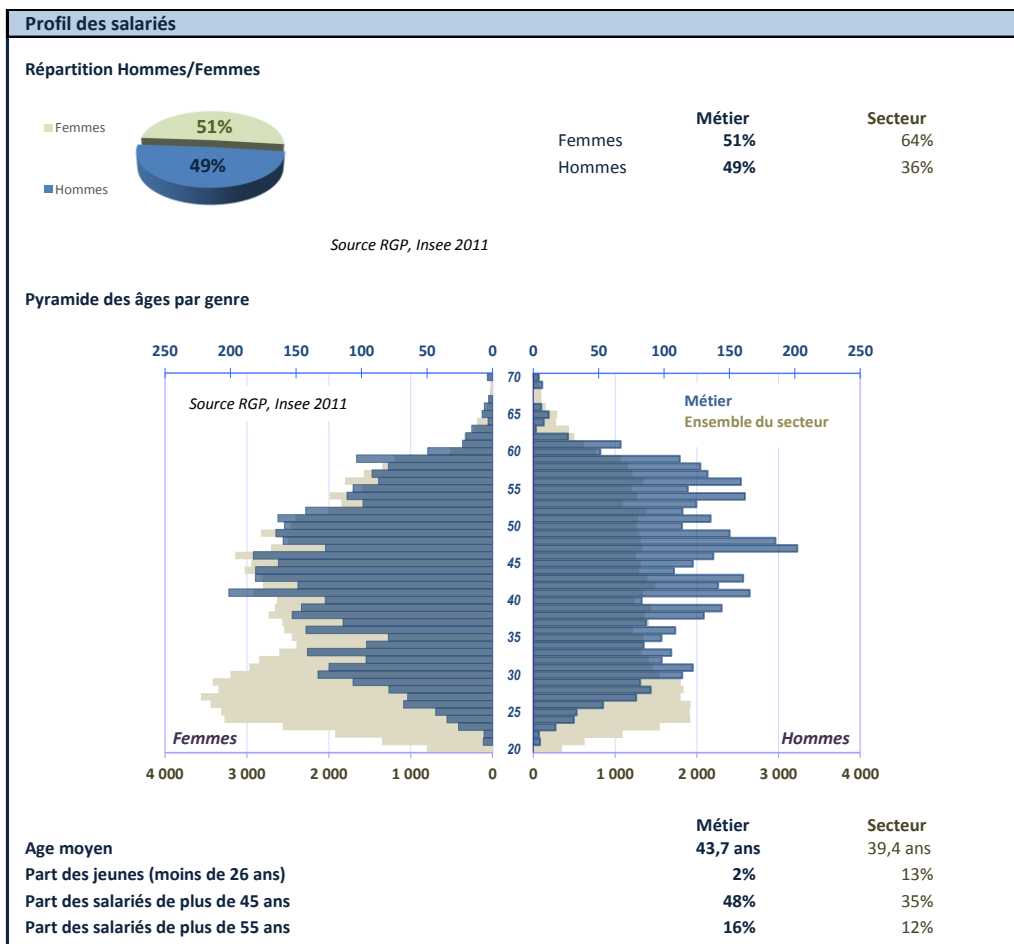 Profil des salariés
Répartition Hommes/Femmes
Femmes
51%
49%
Hommes
Métier Secteur
Femmes 51% 64%
Hommes 49% 36%
Source RGP, Insee 2011
Pyramide des âges par genre
250 200 150 100 50 0 0 50 100 150 200 250
Source RGP, Insee 2011
Métier
Ensemble du secteur
70
65
60
55
50
45
40
35
30
25
20
Femmes Hommes
4 000 3 000 2 000 1 000 0 0 1 000 2 000 3 000 4 000
Métier Secteur
Age moyen 43,7 ans 39,4 ans
Part des jeunes (moins de 26 ans) 2% 13%
Part des salariés de plus de 45 ans 48% 35%
Part des salariés de plus de 55 ans 16% 12%